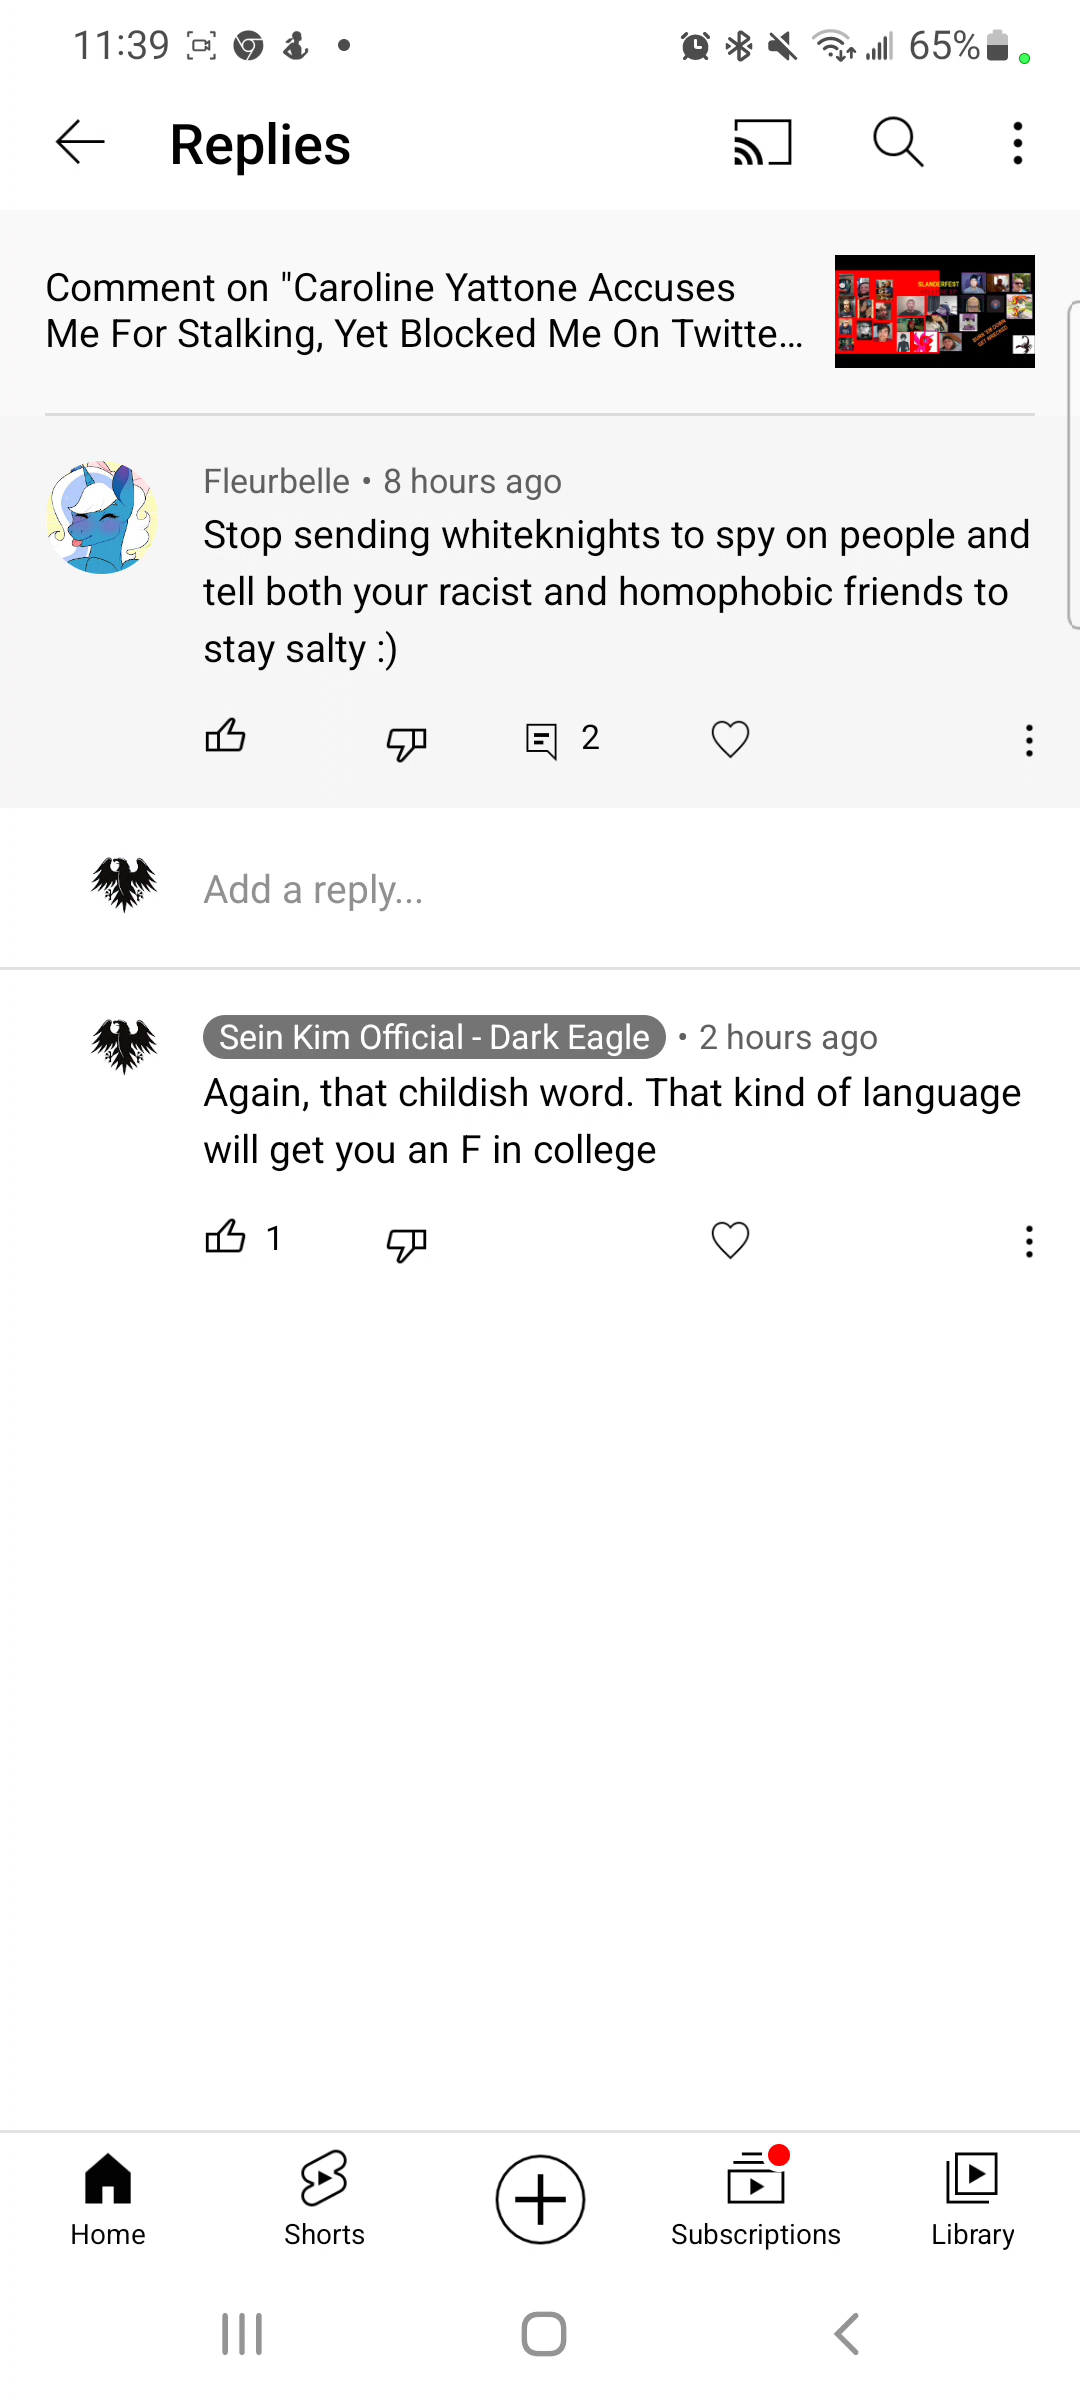 11:39 65%
Replies
Comment on "Caroline Yattone Accuses
Me For Stalking, Yet Blocked Me On Twitte...
SLANDERFEST
Fleurbelle • 8 hours ago
Stop sending whiteknights to spy on people and
tell both your racist and homophobic friends to
stay salty :)
2
Add a reply...
Sein Kim Official - Dark Eagle • 2 hours ago
Again, that childish word. That kind of language
will get you an F in college
1
Home Shorts Subscriptions Library